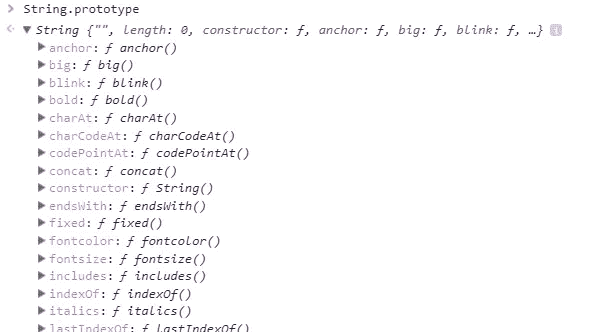 > String.prototype
<· ▼ String {"", length: 0, constructor: ƒ, anchor: ƒ, big: ƒ, blink: ƒ, …} i
▶ anchor: ƒ anchor()
▶ big: ƒ big()
▶ blink: ƒ blink()
▶ bold: ƒ bold()
▶ charAt: ƒ charAt()
▶ charCodeAt: ƒ charCodeAt()
▶ codePointAt: ƒ codePointAt()
▶ concat: ƒ concat()
▶ constructor: ƒ String()
▶ endsWith: ƒ endsWith()
▶ fixed: ƒ fixed()
▶ fontcolor: ƒ fontcolor()
▶ fontsize: ƒ fontsize()
▶ includes: ƒ includes()
▶ indexOf: ƒ indexOf()
▶ italics: ƒ italics()
▶ lastIndexOf: ƒ lastIndexOf()